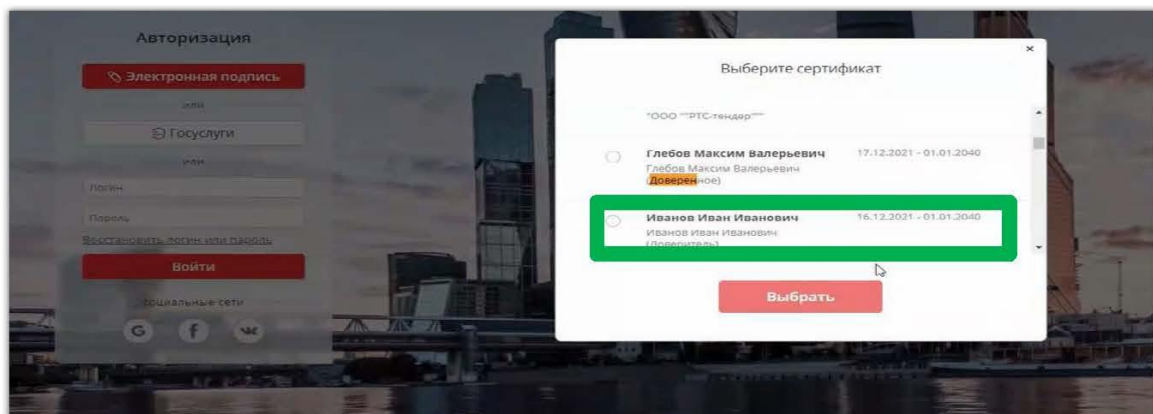 Авторизация
Электронная подпись
или
Госуслуги
или
Логин
Пароль
Восстановить логин или пароль
Войти
социальные сети
G f
×
Выберите сертификат
"ООО ""РТС-тендер"""
Глебов Максим Валерьевич 17.12.2021 - 01.01.2040
Глебов Максим Валерьевич
(Доверенное)
Иванов Иван Иванович 16.12.2021 - 01.01.2040
Иванов Иван Иванович
(Доверитель)
Выбрать